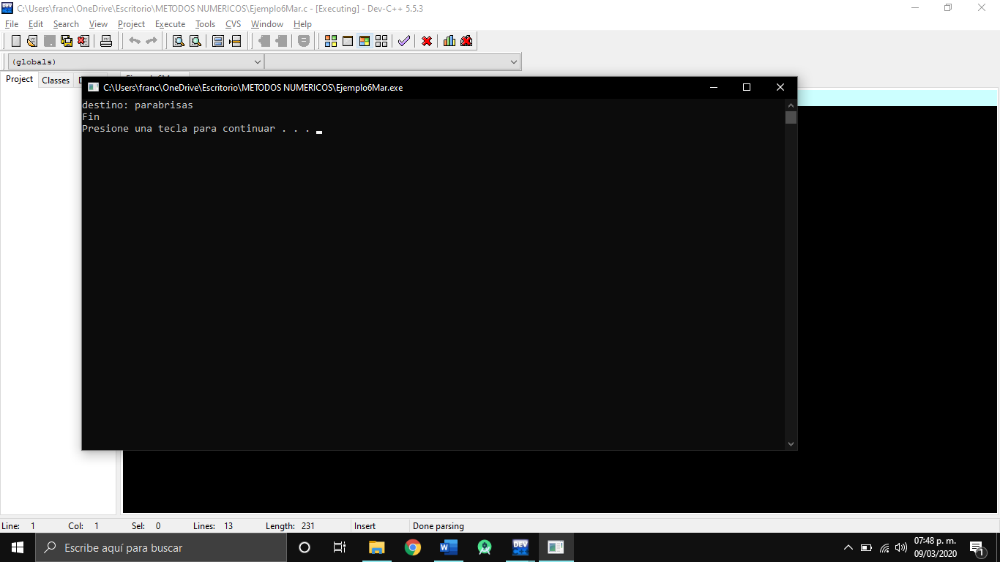 C:\Users\franc\OneDrive\Escritorio\METODOS NUMERICOS\Ejemplo6Mar.c - [Executing] - Dev-C++ 5.5.3
File Edit Search View Project Execute Tools CVS Window Help
(globals)
Project Classes
C:\Users\franc\OneDrive\Escritorio\METODOS NUMERICOS\Ejemplo6Mar.exe
destino: parabrisas
Fin
Presione una tecla para continuar . . .
Line: 1 Col: 1 Sel: 0 Lines: 13 Length: 231 Insert Done parsing
Escribe aquí para buscar
DEV C++
07:48 p. m.
09/03/2020
1